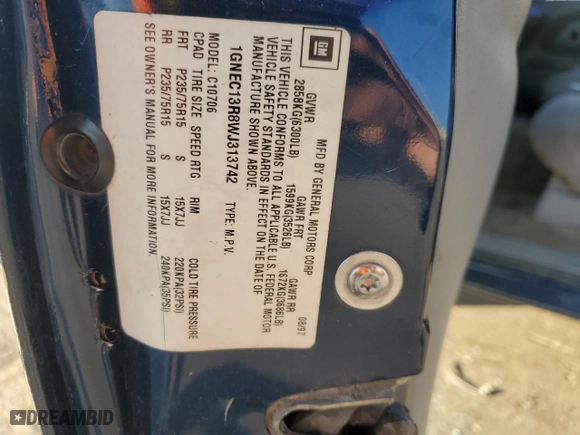 GM
MFD BY GENERAL MOTORS CORP 08/97
GVWR GAWR FRT GAWR RR
2858KG(6300LB) 1599KG(3526LB) 1672KG(3686LB)
THIS VEHICLE CONFORMS TO ALL APPLICABLE U.S. FEDERAL MOTOR
VEHICLE SAFETY STANDARDS IN EFFECT ON THE DATE OF
MANUFACTURE SHOWN ABOVE.
1GNEC13R8WJ313742 TYPE: M.P.V.
MODEL: C10706
CPAD TIRE SIZE SPEED RTG RIM COLD TIRE PRESSURE
FRT P235/75R15 S 15X7JJ 220KPA(32PSI)
RR P235/75R15 S 15X7JJ 240KPA(35PSI)
SEE OWNER'S MANUAL FOR MORE INFORMATION.
DREAMBID